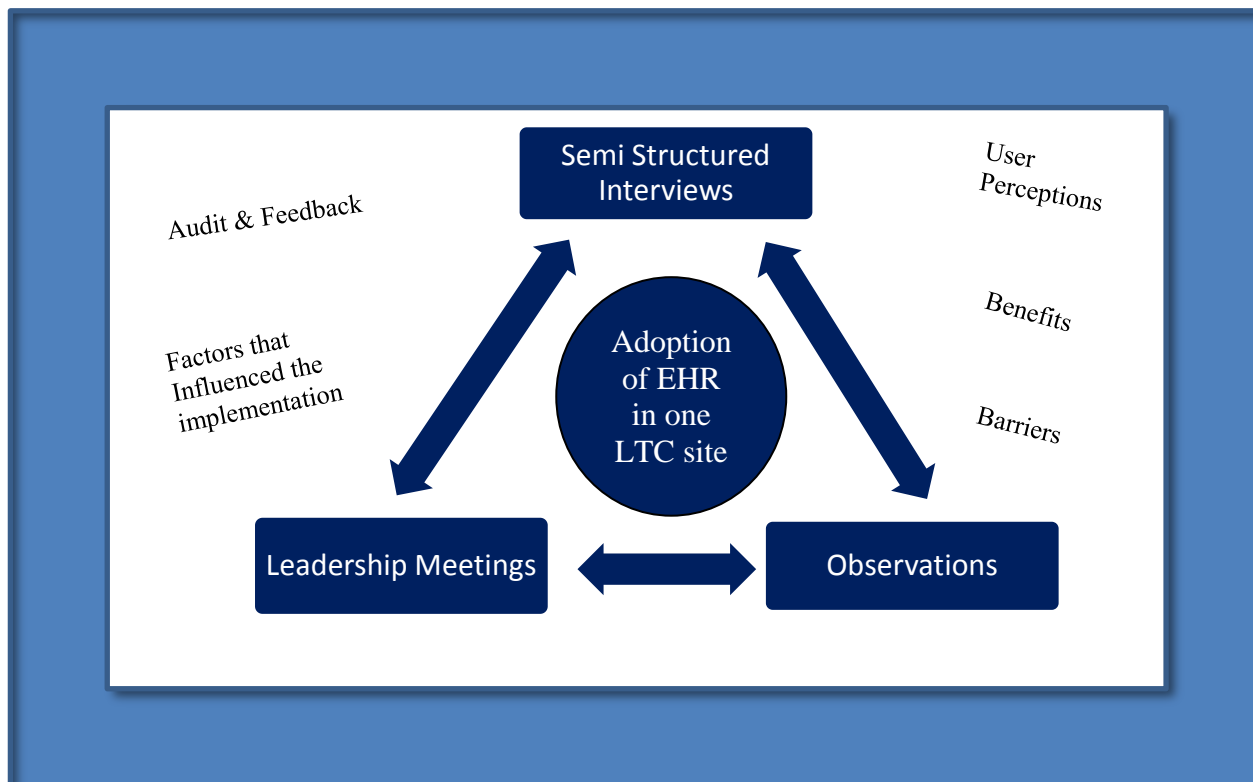 Semi Structured
Interviews
User
Perceptions
Audit & Feedback
Benefits
Factors that
Influenced the
implementation
Adoption
of EHR
in one
LTC site
Barriers
Leadership Meetings
Observations